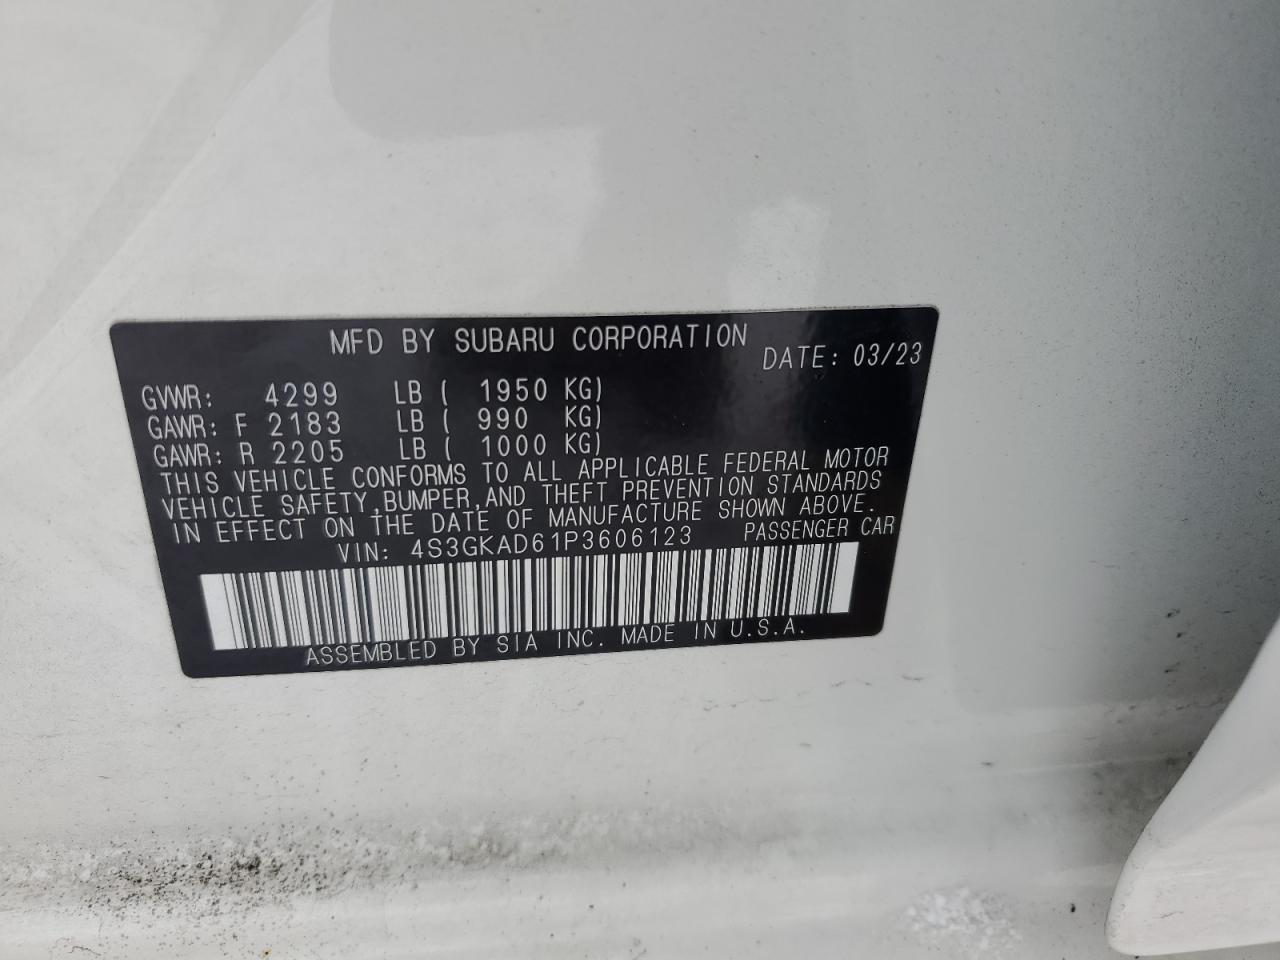 MFD BY SUBARU CORPORATION
DATE: 03/23
GVWR: 4299 LB ( 1950 KG)
GAWR: F 2183 LB ( 990 KG)
GAWR: R 2205 LB ( 1000 KG)
THIS VEHICLE CONFORMS TO ALL APPLICABLE FEDERAL MOTOR
VEHICLE SAFETY,BUMPER,AND THEFT PREVENTION STANDARDS
IN EFFECT ON THE DATE OF MANUFACTURE SHOWN ABOVE.
VIN: 4S3GKAD61P3606123 PASSENGER CAR
ASSEMBLED BY SIA INC. MADE IN U.S.A.